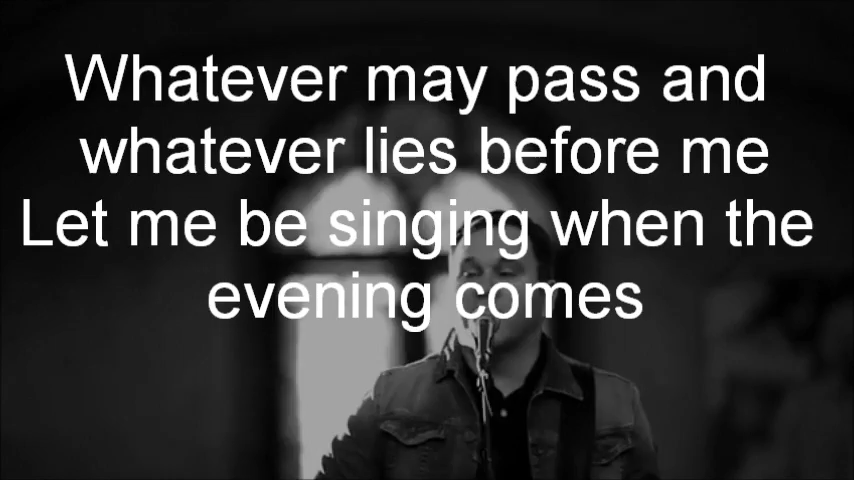 Whatever may pass and
whatever lies before me
Let me be singing when the
evening comes